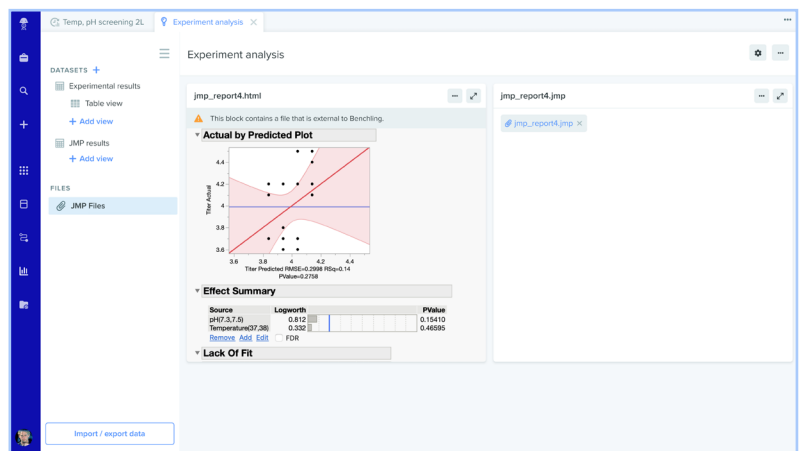 Temp, pH screening 2L
Experiment analysis
DATASETS +
Experimental results
Table view
+ Add view
JMP results
+ Add view
FILES
JMP Files
Import / export data
Experiment analysis
jmp_report4.html
This block contains a file that is external to Benchling.
Actual by Predicted Plot
Titer Actual
4.4
4.2
4
3.8
3.6
3.6 3.8 4 4.2 4.4
Titer Predicted RMSE=0.2998 RSq=0.14
PValue=0.2758
Effect Summary
Source Logworth PValue
pH(7.3,7.5) 0.812 0.15410
Temperature(37,38) 0.332 0.46595
Remove Add Edit FDR
Lack Of Fit
jmp_report4.jmp
jmp_report4.jmp ×